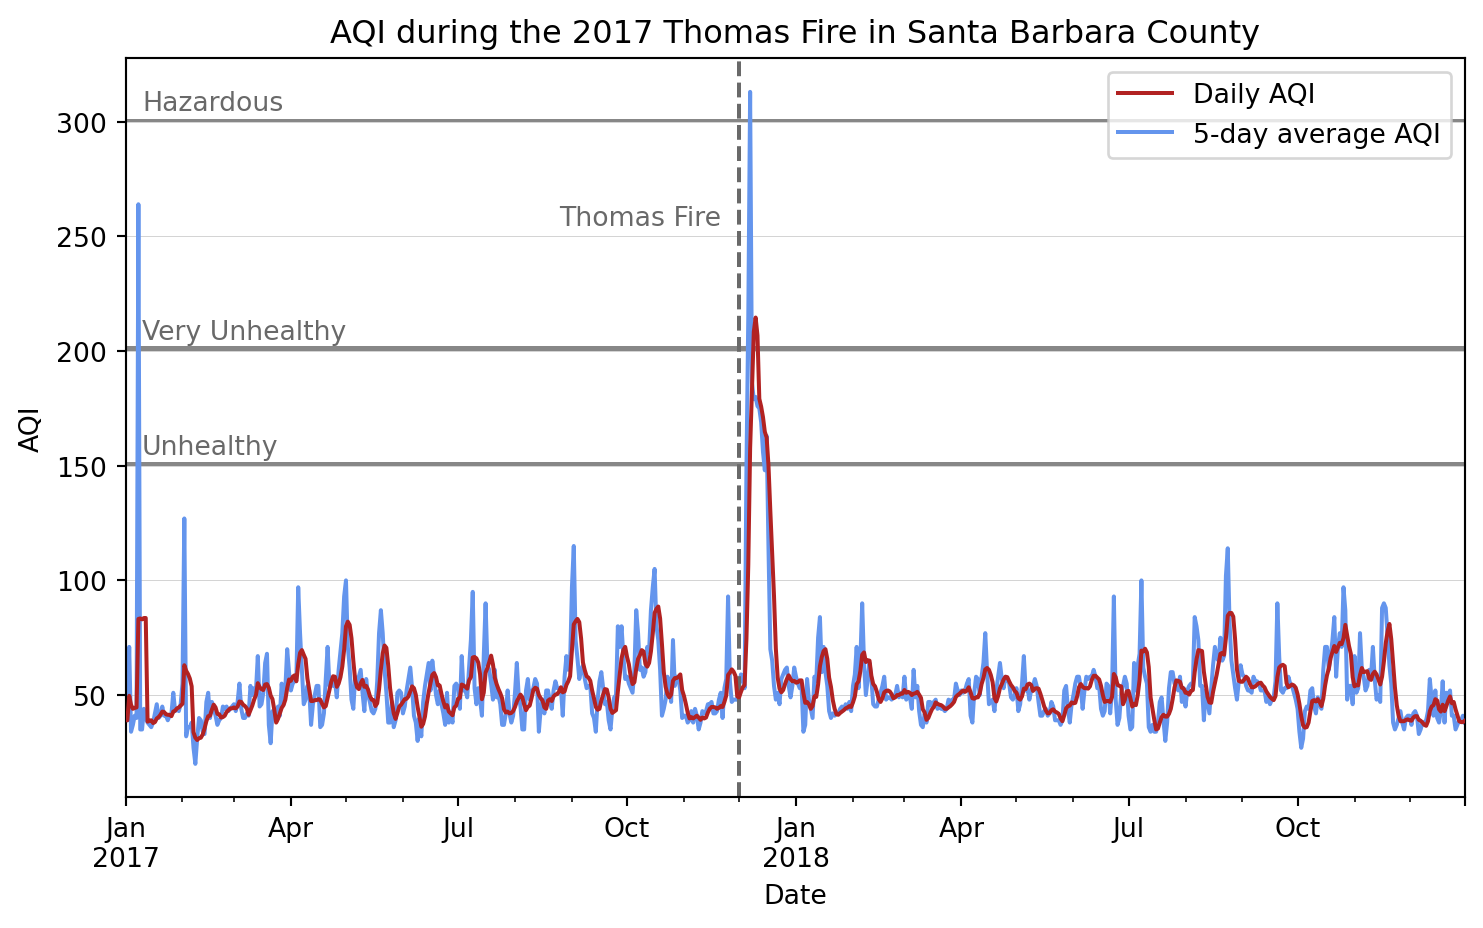 AQI during the 2017 Thomas Fire in Santa Barbara County
Hazardous
Daily AQI
5-day average AQI
300
Thomas Fire
250
Very Unhealthy
200
AQI
Unhealthy
150
100
50
Jan Apr Jul Oct Jan Apr Jul Oct
2017 2018
Date